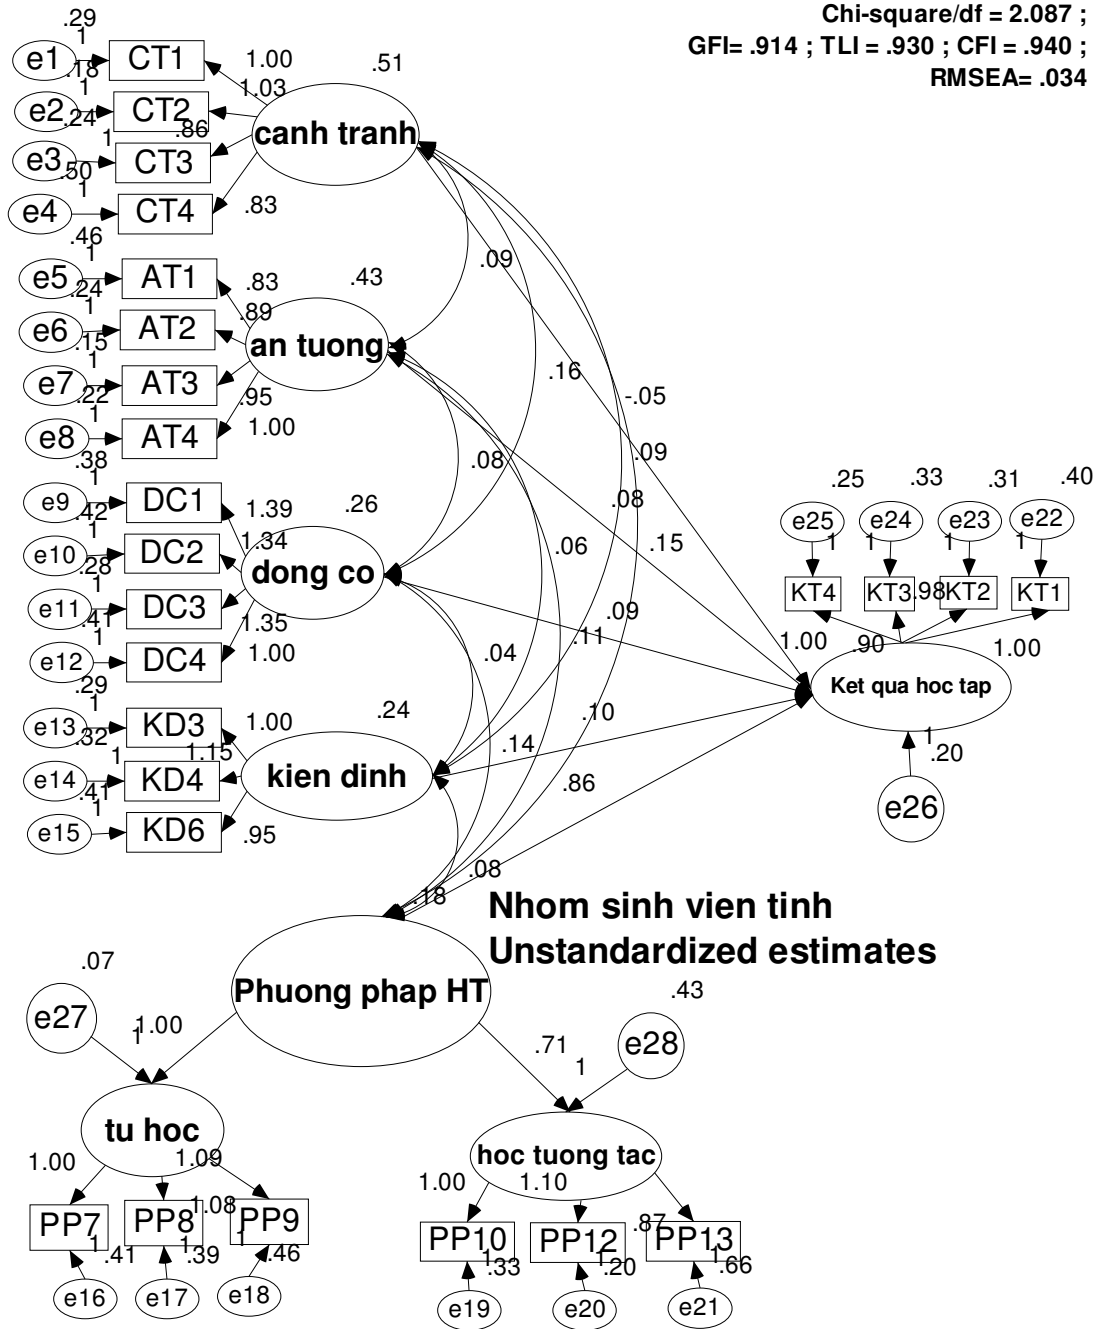 Chi-square/df = 2.087 ;
GFI= .914 ; TLI = .930 ; CFI = .940 ;
RMSEA= .034
.29
1
e1
CT1
1.00
.51
.18
1
e2
CT2
1.03
.24
1
e3
CT3
.86
canh tranh
.50
1
e4
CT4
.83
.46
1
e5
AT1
.83
.43
.09
.24
1
e6
AT2
.89
an tuong
.15
1
e7
AT3
.95
.16
-.05
.22
1
e8
AT4
1.00
.08
.09
.38
1
e9
DC1
1.39
.26
.08
.42
1
e10
DC2
1.34
dong co
.06
.15
.28
1
e11
DC3
1.35
.09
.11
.41
1
e12
DC4
1.00
.04
.25
.33
.31
.40
e25
e24
e23
e22
1
1
1
1
KT4
KT3
.98
KT2
KT1
1.00
.90
1.00
Ket qua hoc tap
1
.20
e26
.29
1
e13
KD3
1.00
.24
.10
.32
1
e14
KD4
1.15
kien dinh
.14
.86
.41
1
e15
KD6
.95
.08
.18
Nhom sinh vien tinh
Unstandardized estimates
Phuong phap HT
.07
e27
1
1.00
.71
1
.43
e28
tu hoc
hoc tuong tac
1.00
1.08
1.09
1.00
1.10
.87
PP7
PP8
PP9
PP10
PP12
PP13
1
.41
1
.39
1
.46
1
.33
1
.20
1
.66
e16
e17
e18
e19
e20
e21